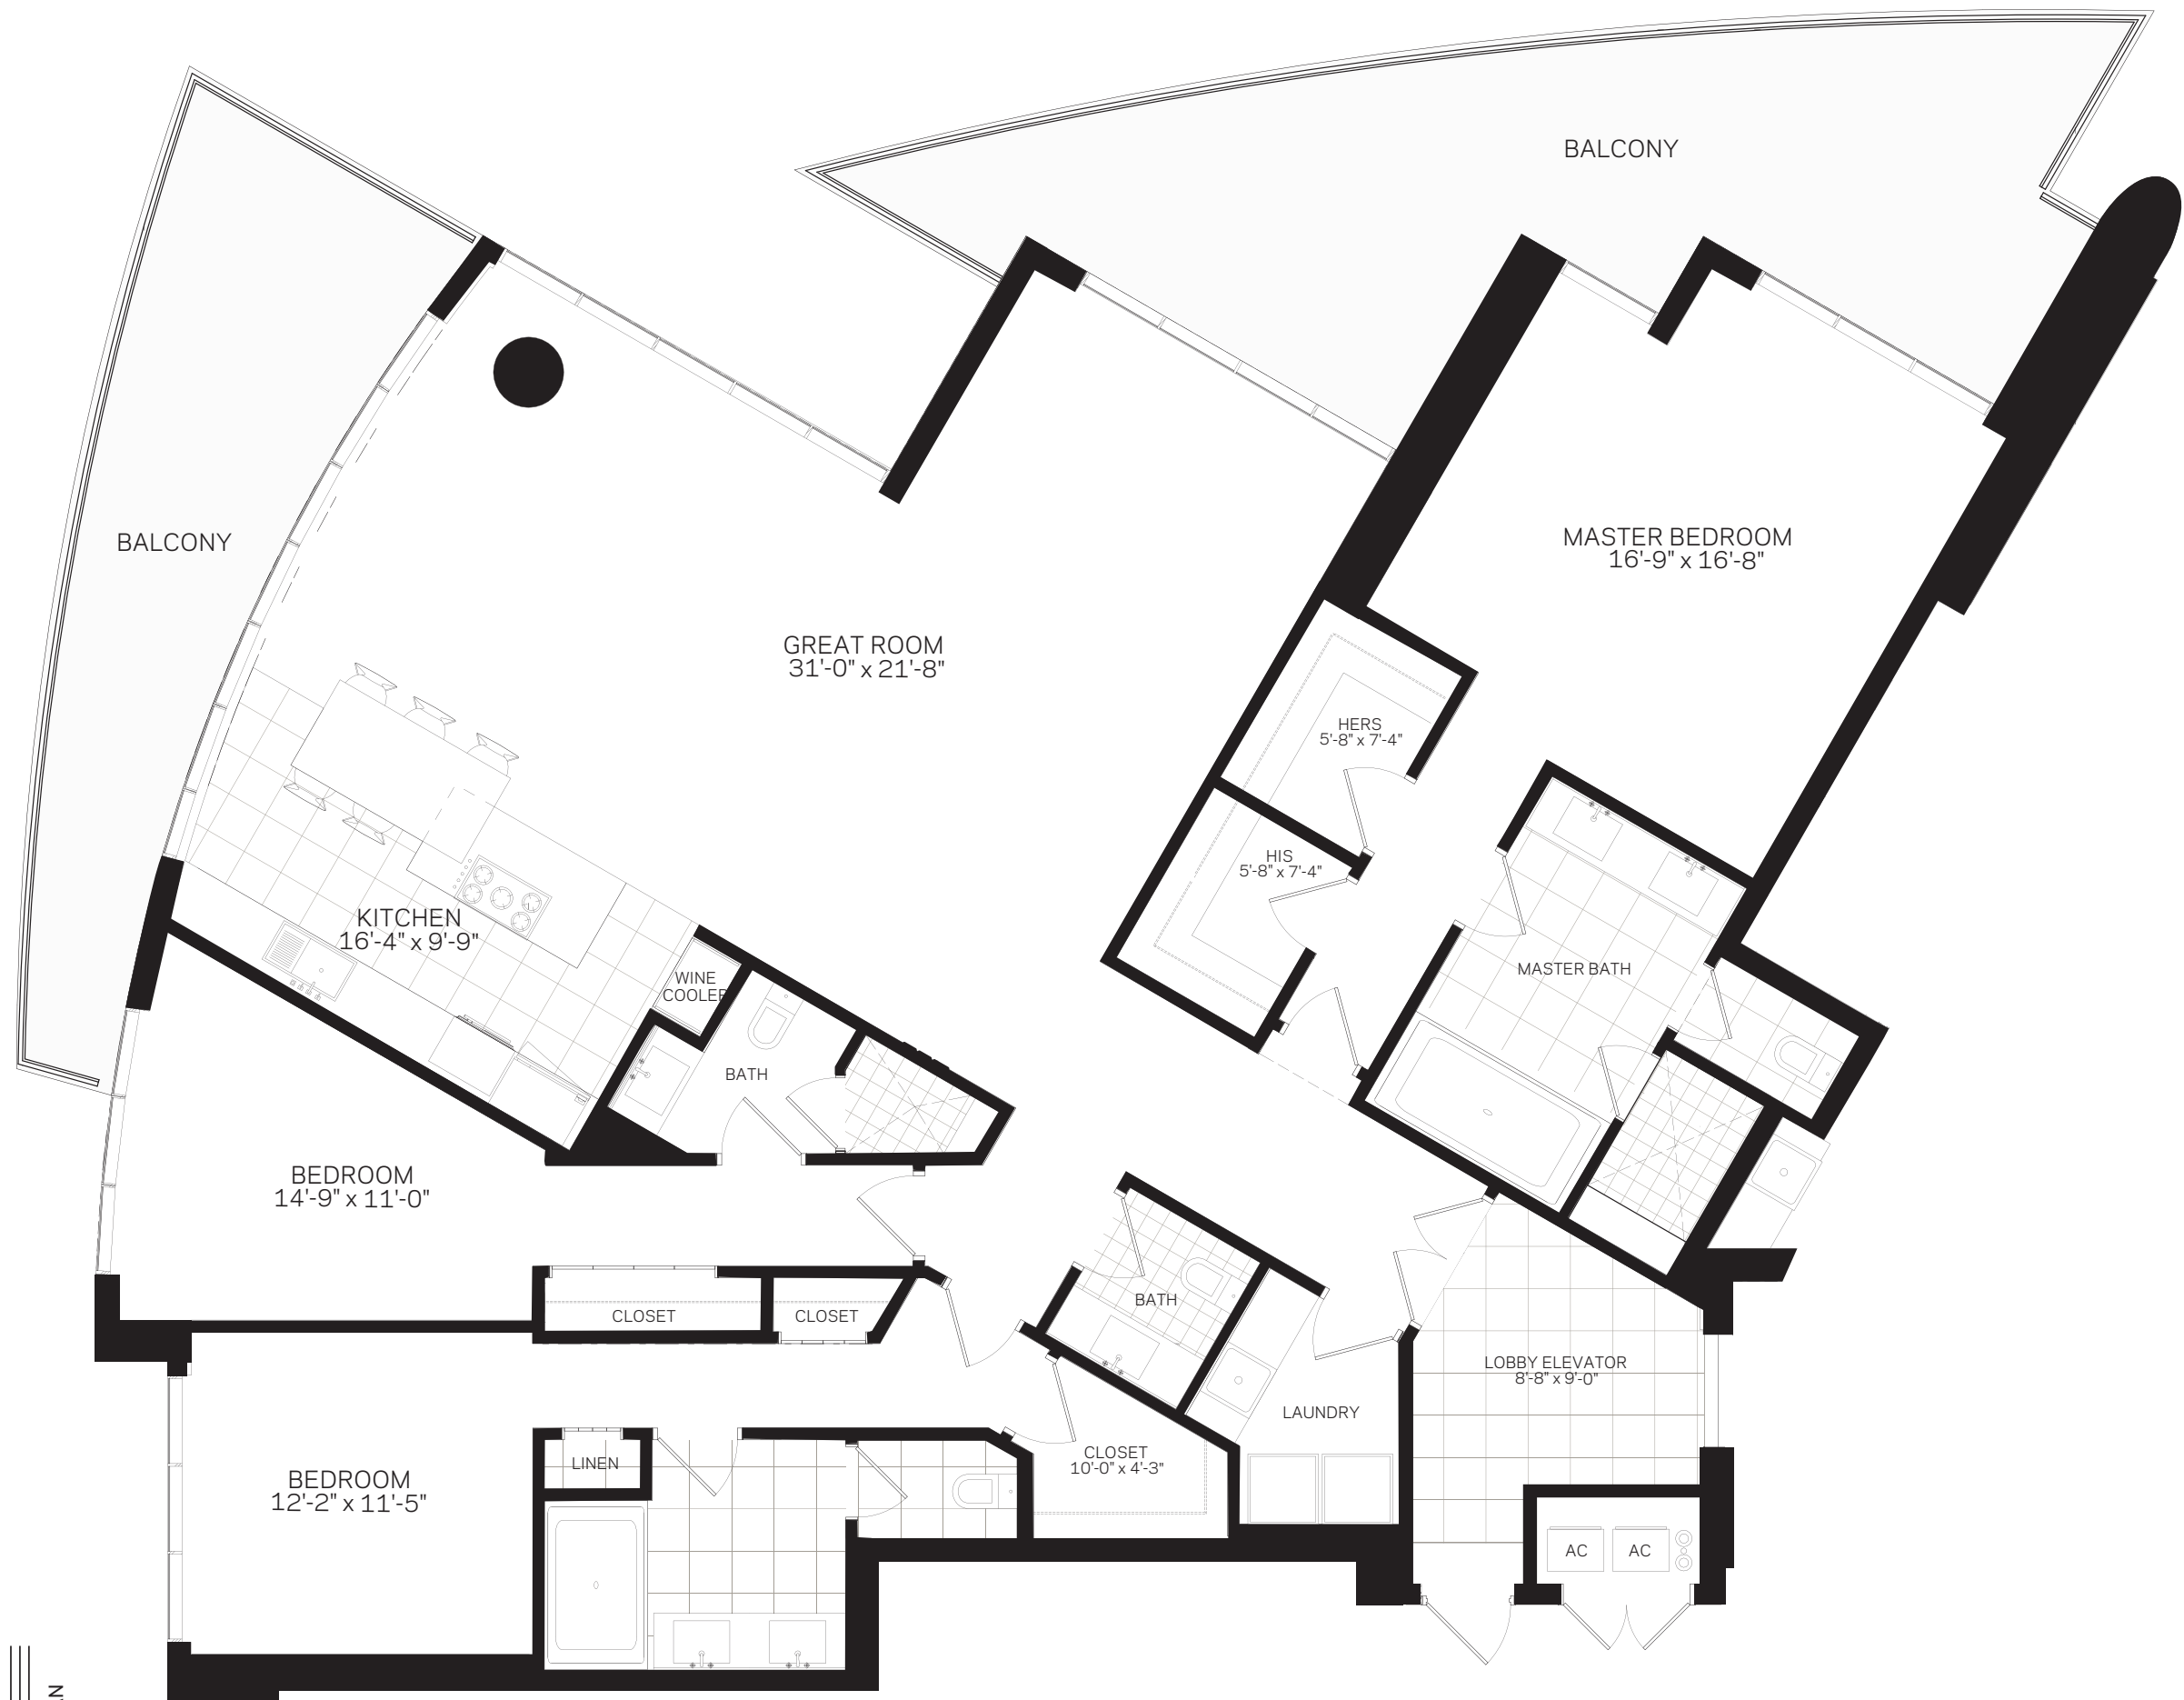 BALCONY
BALCONY
MASTER BEDROOM
16'-9" x 16'-8"
GREAT ROOM
31'-0" x 21'-8"
HERS
5'-8" x 7'-4"
HIS
5'-8" x 7'-4"
KITCHEN
16'-4" x 9'-9"
MASTER BATH
WINE
COOLER
BATH
BEDROOM
14'-9" x 11'-0"
BATH
CLOSET
CLOSET
LOBBY ELEVATOR
8'-8" x 9'-0"
LAUNDRY
CLOSET
10'-0" x 4'-3"
LINEN
BEDROOM
12'-2" x 11'-5"
AC
AC